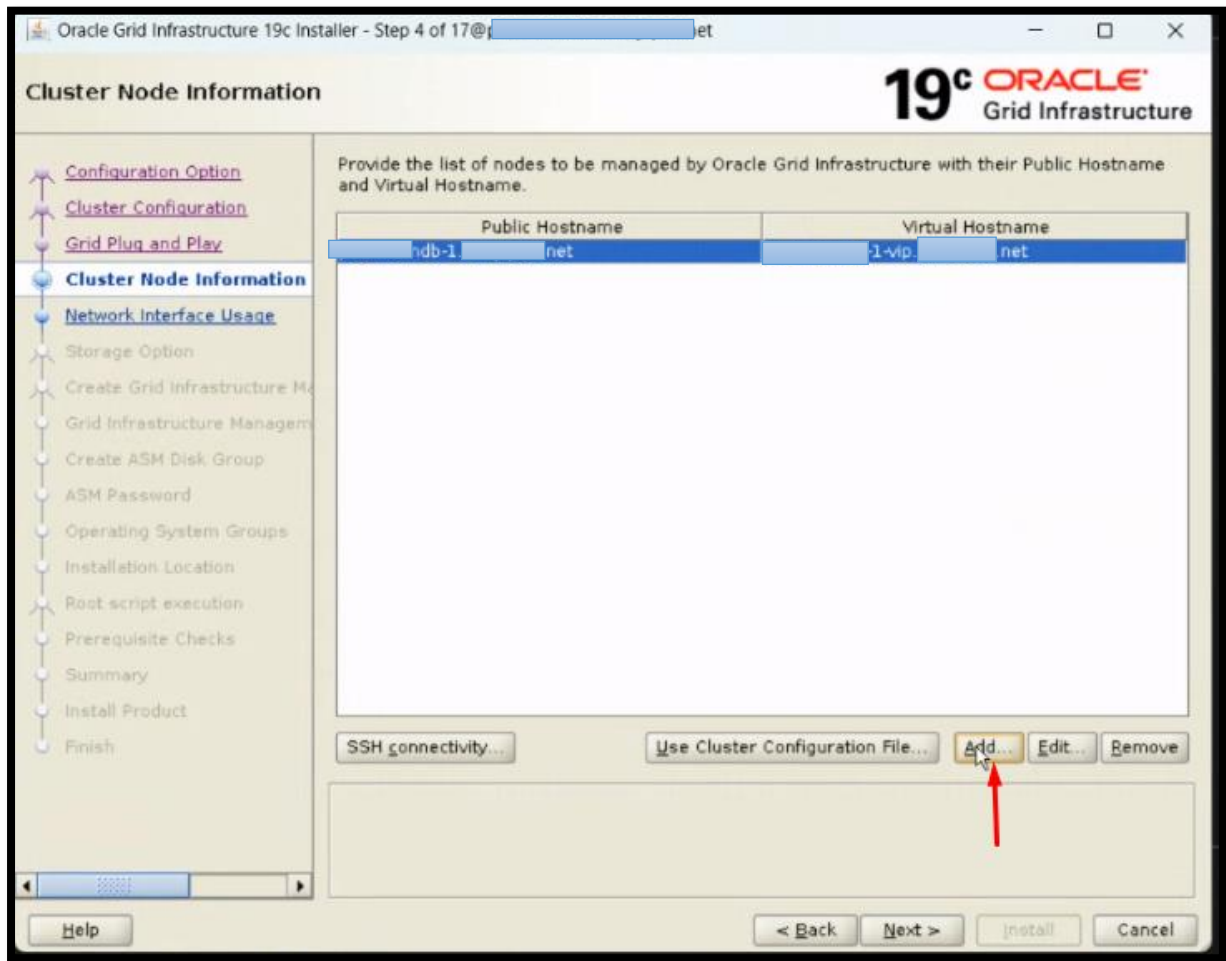 Oracle Grid Infrastructure 19c Installer - Step 4 of 17@p et
Cluster Node Information
19c ORACLE
Grid Infrastructure
Configuration Option
Cluster Configuration
Grid Plug and Play
Cluster Node Information
Network Interface Usage
Storage Option
Create Grid Infrastructure Ma
Grid Infrastructure Managem
Create ASM Disk Group
ASM Password
Operating System Groups
Installation Location
Root script execution
Prerequisite Checks
Summary
Install Product
Finish
Provide the list of nodes to be managed by Oracle Grid Infrastructure with their Public Hostname
and Virtual Hostname.
Public Hostname Virtual Hostname
ndb-1. net -1-vip. net
SSH connectivity... Use Cluster Configuration File... Add... Edit... Remove
Help < Back Next > Install Cancel